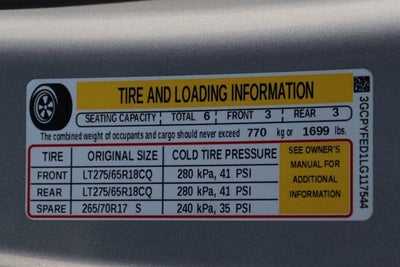 TIRE AND LOADING INFORMATION
SEATING CAPACITY TOTAL 6 FRONT 3 REAR 3
The combined weight of occupants and cargo should never exceed 770 kg or 1699 lbs.
TIRE ORIGINAL SIZE COLD TIRE PRESSURE
FRONT LT275/65R18CQ 280 kPa, 41 PSI
REAR LT275/65R18CQ 280 kPa, 41 PSI
SPARE 265/70R17 S 240 kPa, 35 PSI
SEE OWNER'S
MANUAL FOR
ADDITIONAL
INFORMATION
3GCPYFED1LG117544